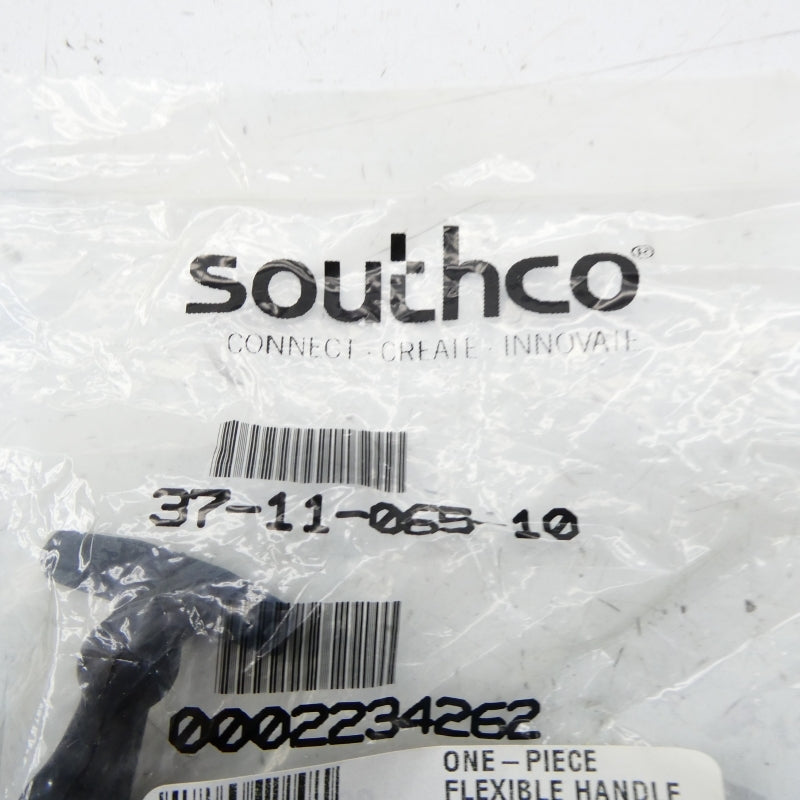 southco®
CONNECT · CREATE · INNOVATE
37-11-065-10
0002234262
ONE-PIECE
FLEXIBLE HANDLE